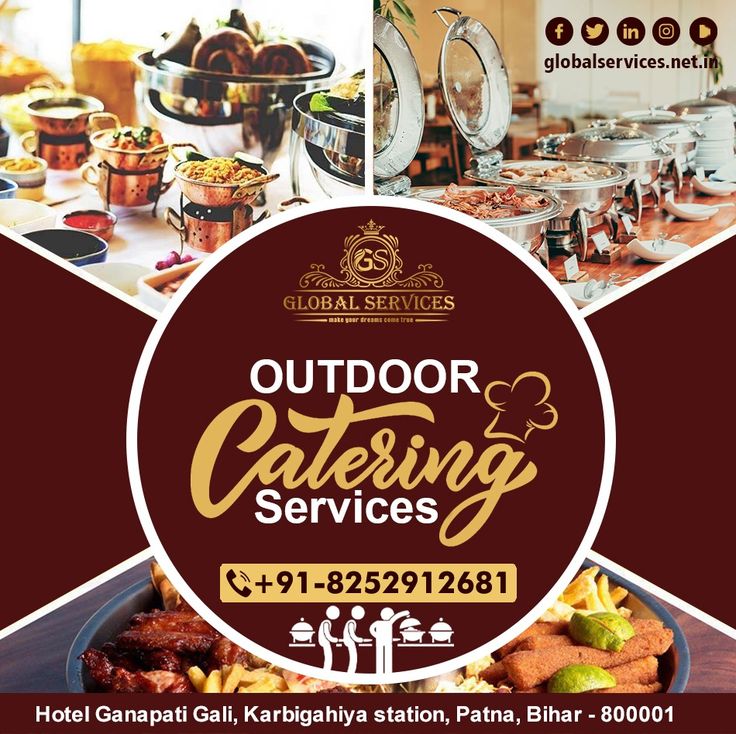 globalservices.net.in
GS
GLOBAL SERVICES
make your dreams come true
OUTDOOR
Catering
Services
+91-8252912681
Hotel Ganapati Gali, Karbigahiya station, Patna, Bihar - 800001